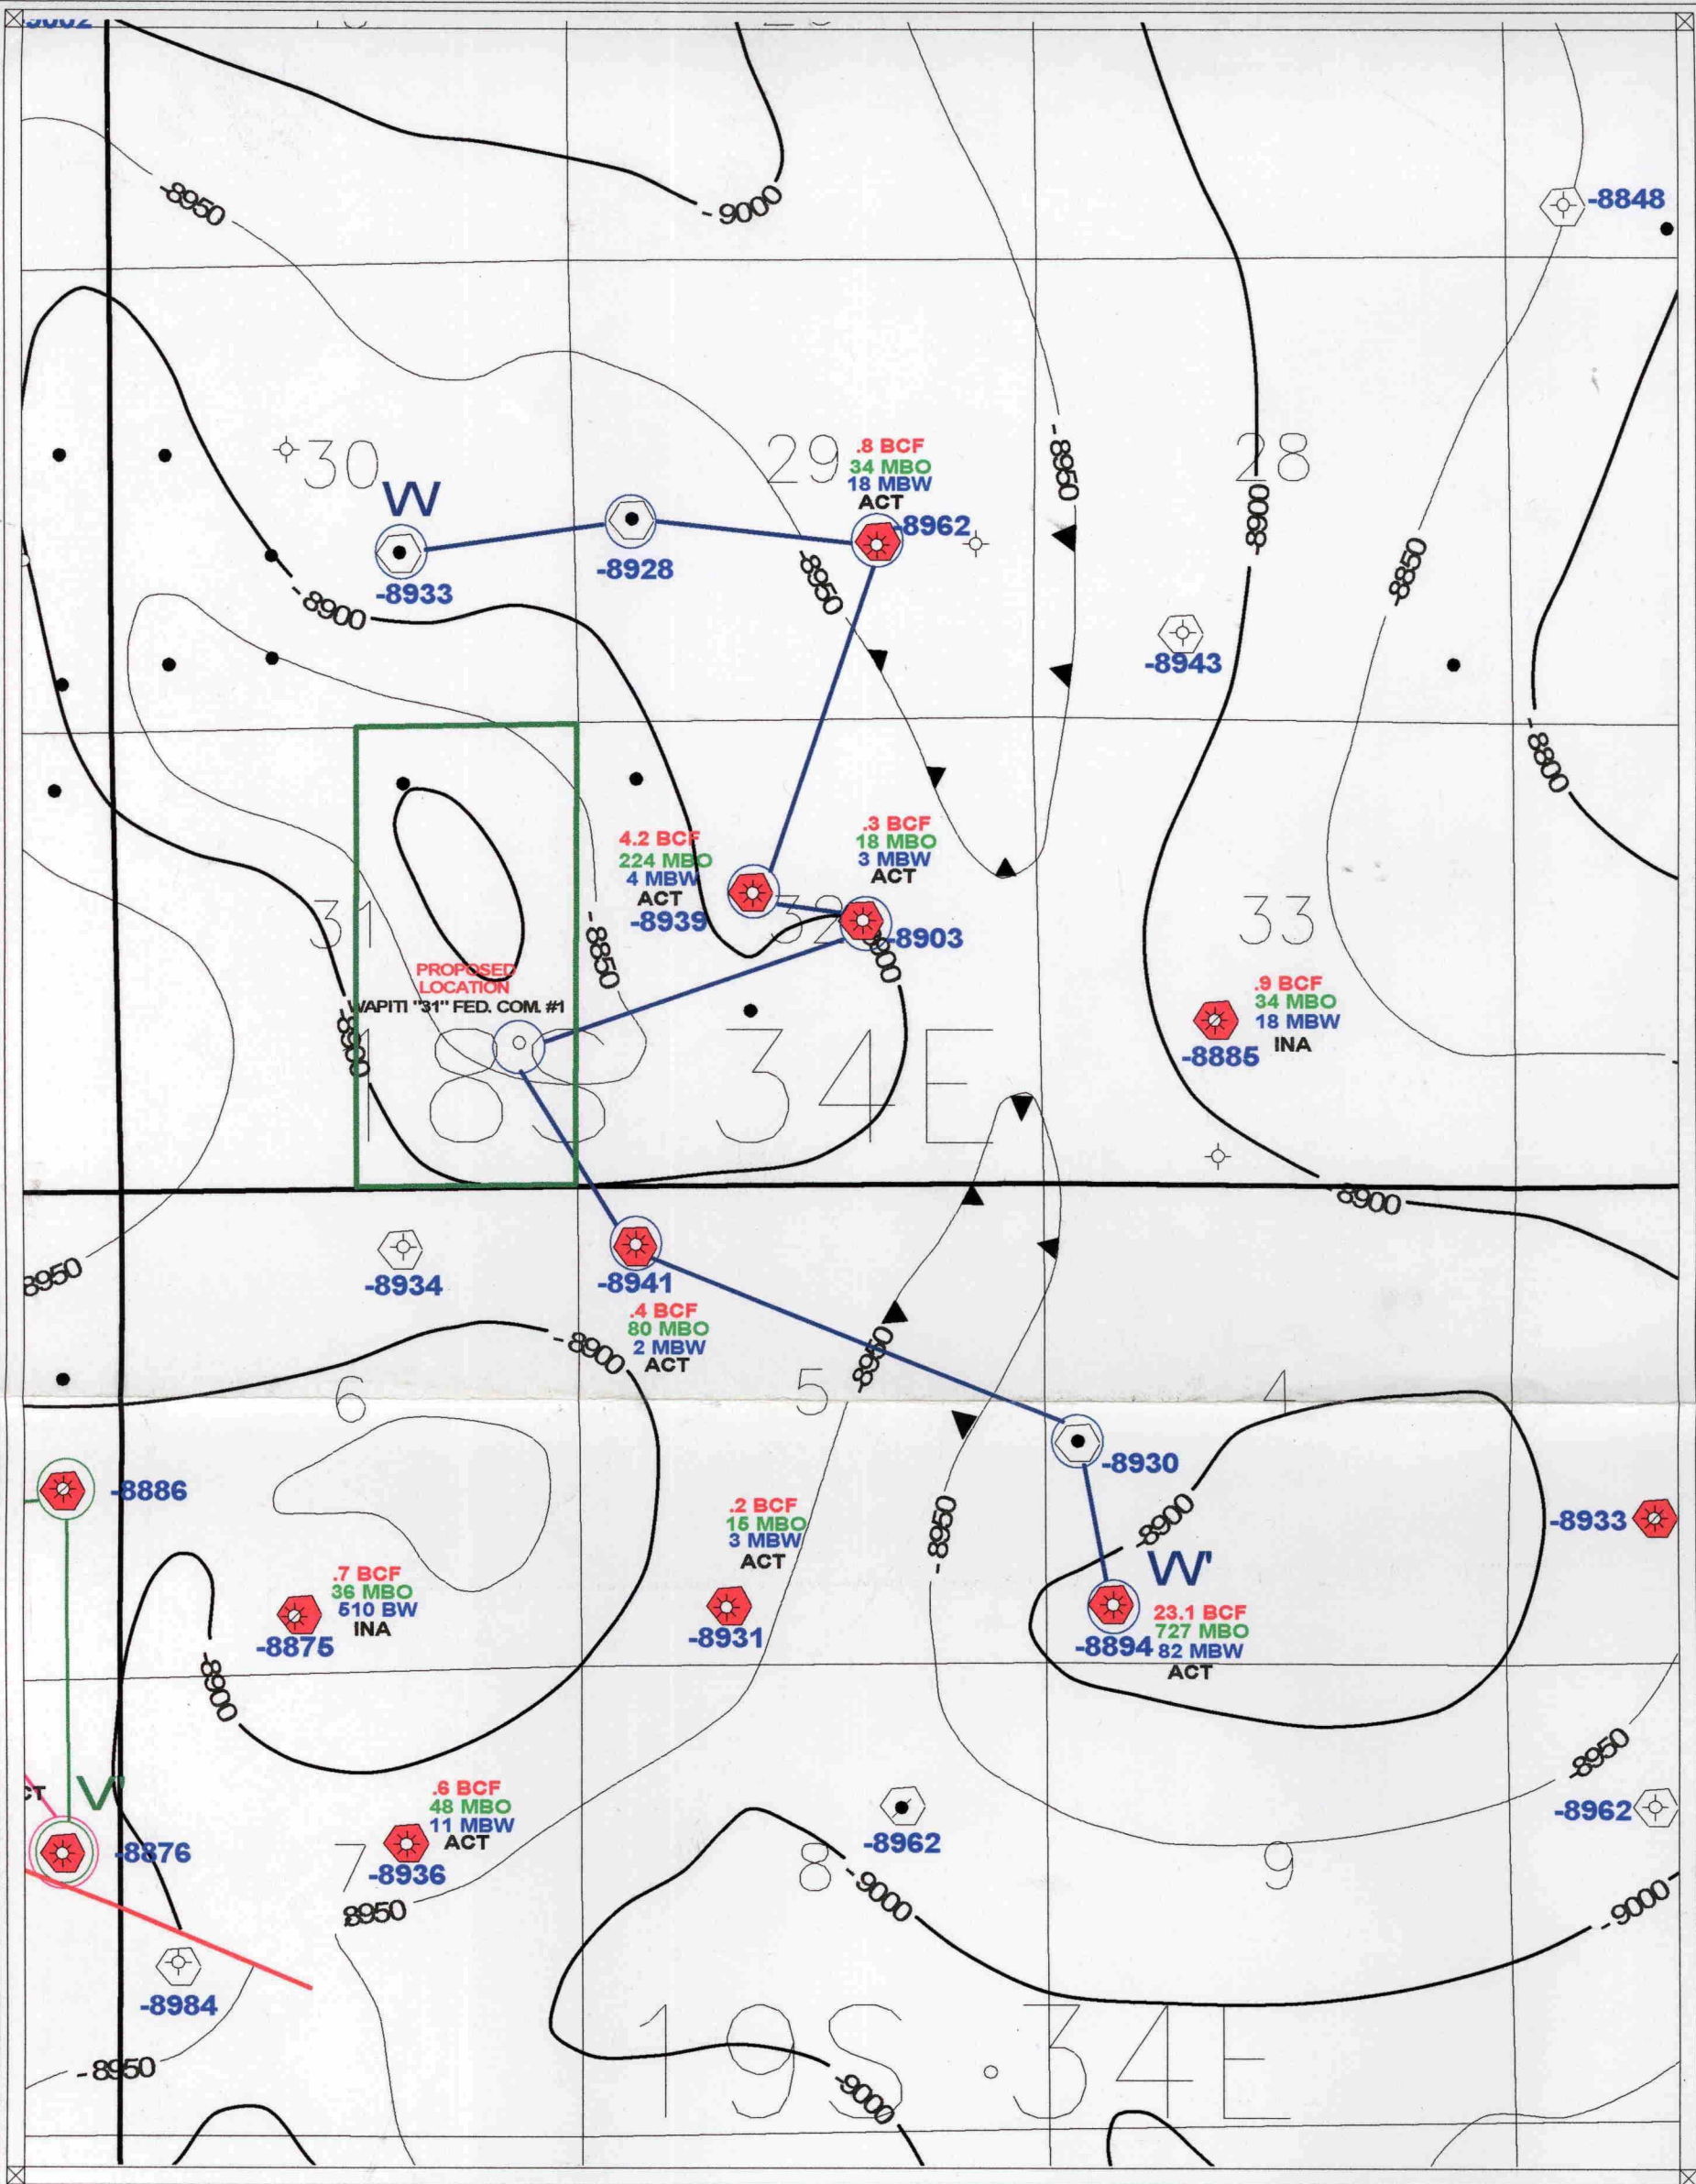 -8950
-9000
-8848
30
29
28
.8 BCF
34 MBO
18 MBW
ACT
-8962
W
-8933
-8928
-8950
-8950
-8900
-8850
-8900
-8943
-8800
4.2 BCF
224 MBO
4 MBW
ACT
-8939
.3 BCF
18 MBO
3 MBW
ACT
-8903
31
32
33
-8850
-8900
PROPOSED
LOCATION
WAPITI "31" FED. COM. #1
-8900
.9 BCF
34 MBO
18 MBW
INA
-8885
18S 34E
-8900
8950
-8934
-8941
.4 BCF
80 MBO
2 MBW
ACT
-8900
-8950
6
5
4
-8886
-8930
-8950
-8900
-8933
.2 BCF
15 MBO
3 MBW
ACT
-8931
.7 BCF
36 MBO
510 BW
INA
-8875
W'
23.1 BCF
727 MBO
82 MBW
ACT
-8894
-8900
-8950
V'
-8876
.6 BCF
48 MBO
11 MBW
ACT
-8936
-8962
-8962
7
8
9
8950
-9000
-9000
-8984
19S 34E
-8950
-9000